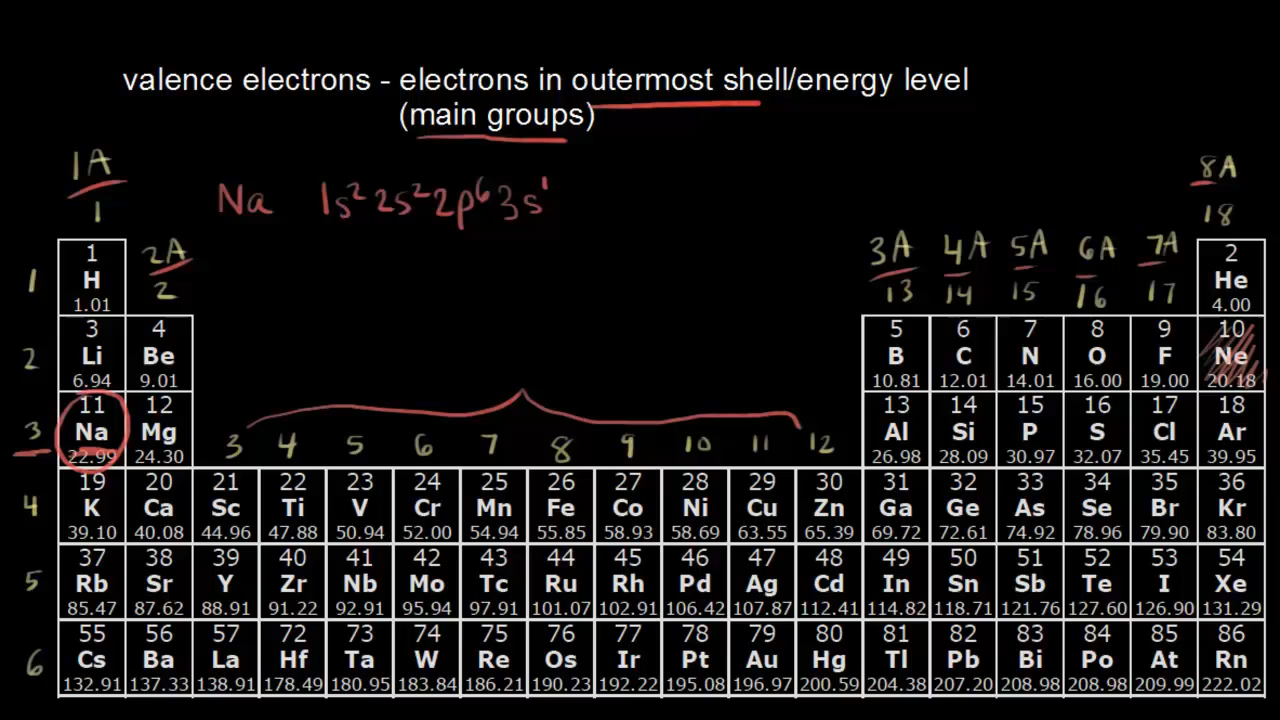 valence electrons - electrons in outermost shell/energy level
(main groups)
1A 8A
1 Na 1s² 2s² 2p⁶ 3s¹ 18
2A 3A 4A 5A 6A 7A
2 13 14 15 16 17
1 2
1 H He
1.01 4.00
3 4 5 6 7 8 9 10
2 Li Be B C N O F Ne
6.94 9.01 10.81 12.01 14.01 16.00 19.00 20.18
11 12 13 14 15 16 17 18
3 Na Mg 3 4 5 6 7 8 9 10 11 12 Al Si P S Cl Ar
22.99 24.30 26.98 28.09 30.97 32.07 35.45 39.95
19 20 21 22 23 24 25 26 27 28 29 30 31 32 33 34 35 36
4 K Ca Sc Ti V Cr Mn Fe Co Ni Cu Zn Ga Ge As Se Br Kr
39.10 40.08 44.96 47.88 50.94 52.00 54.94 55.85 58.93 58.69 63.55 65.39 69.72 72.61 74.92 78.96 79.90 83.80
37 38 39 40 41 42 43 44 45 46 47 48 49 50 51 52 53 54
5 Rb Sr Y Zr Nb Mo Tc Ru Rh Pd Ag Cd In Sn Sb Te I Xe
85.47 87.62 88.91 91.22 92.91 95.94 97.91 101.07 102.91 106.42 107.87 112.41 114.82 118.71 121.76 127.60 126.90 131.29
55 56 57 72 73 74 75 76 77 78 79 80 81 82 83 84 85 86
6 Cs Ba La Hf Ta W Re Os Ir Pt Au Hg Tl Pb Bi Po At Rn
132.91 137.33 138.91 178.49 180.95 183.84 186.21 190.23 192.22 195.08 196.97 200.59 204.38 207.20 208.98 208.98 209.99 222.02